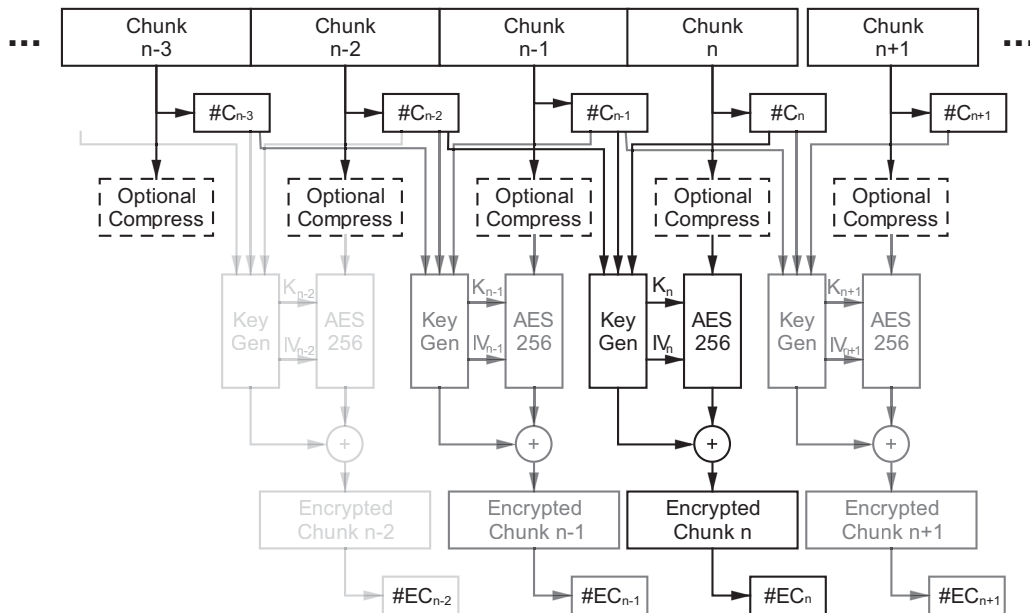 ... Chunk n-3 Chunk n-2 Chunk n-1 Chunk n Chunk n+1 ...
#Cn-3 #Cn-2 #Cn-1 #Cn #Cn+1
Optional Compress Optional Compress Optional Compress Optional Compress Optional Compress
Key Gen Kn-2 IVn-2 AES 256 Key Gen Kn-1 IVn-1 AES 256 Key Gen Kn IVn AES 256 Key Gen Kn+1 IVn+1 AES 256
+ + + +
Encrypted Chunk n-2 Encrypted Chunk n-1 Encrypted Chunk n Encrypted Chunk n+1
#ECn-2 #ECn-1 #ECn #ECn+1